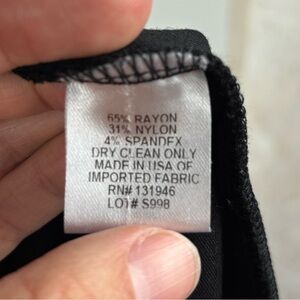 65% RAYON
31% NYLON
4% SPANDEX
DRY CLEAN ONLY
MADE IN USA OF
IMPORTED FABRIC
RN# 131946
LOT# S998